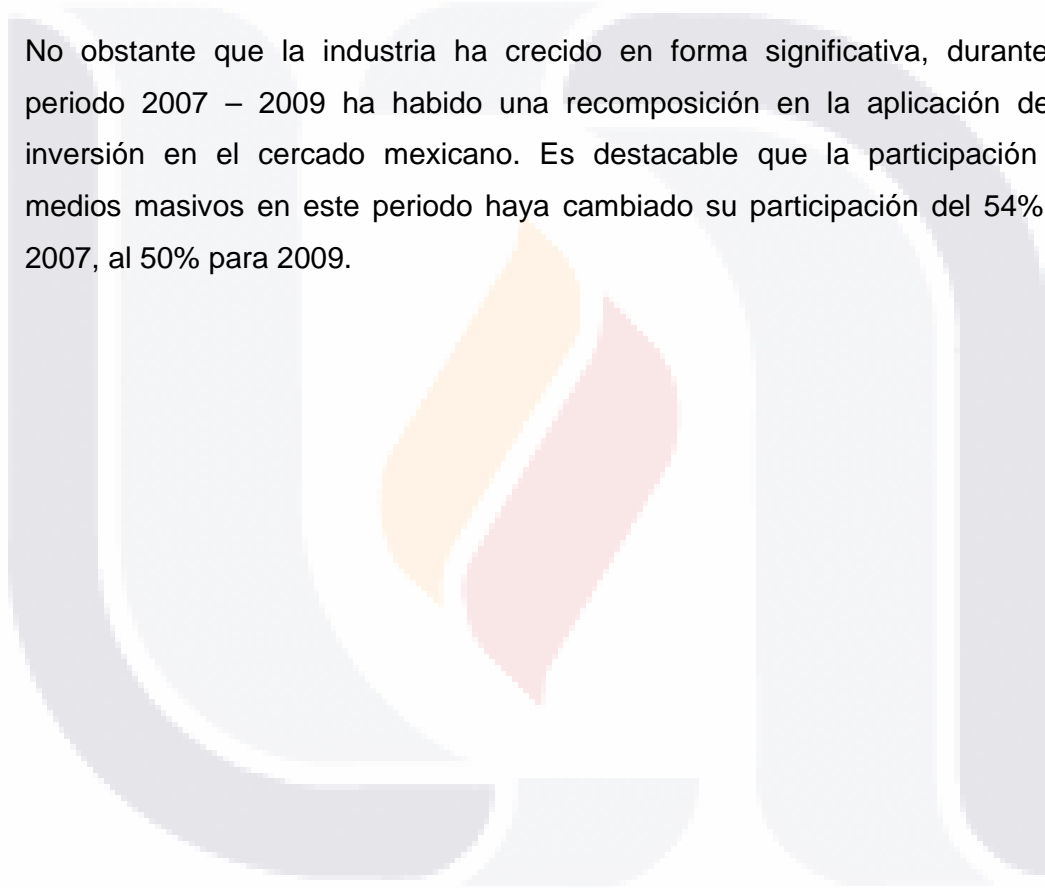 No obstante que la industria ha crecido en forma significativa, durante
periodo 2007 – 2009 ha habido una recomposición en la aplicación de
inversión en el cercado mexicano. Es destacable que la participación
medios masivos en este periodo haya cambiado su participación del 54%
2007, al 50% para 2009.